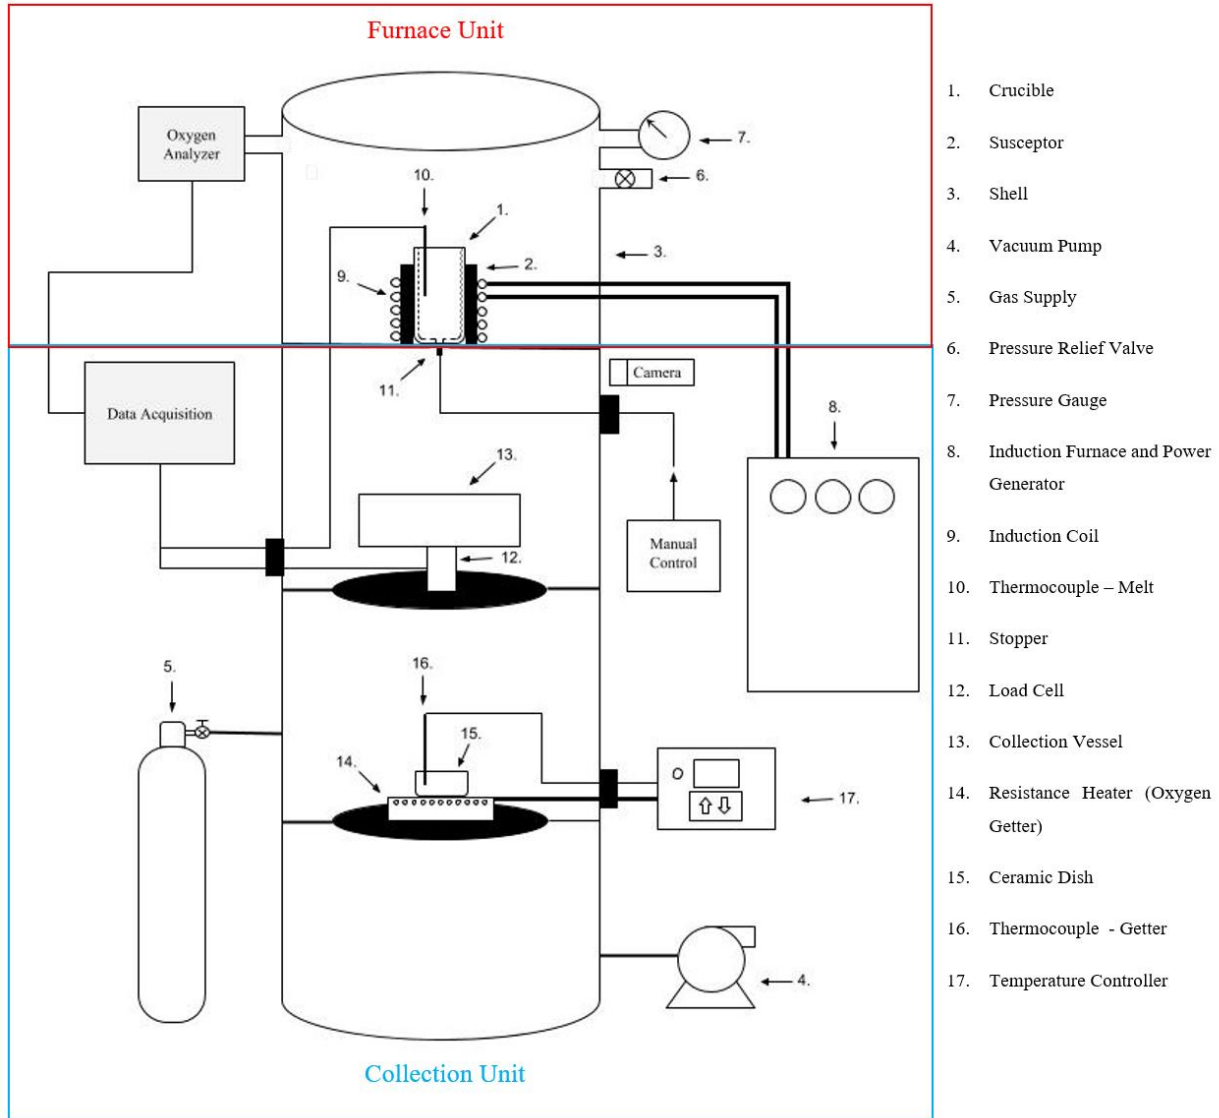 Furnace Unit
Oxygen
Analyzer
7.
6.
10.
1.
3.
2.
9.
11.
Camera
Data Acquisition
8.
13.
Manual
Control
12.
5.
16.
15.
14.
17.
4.
Collection Unit
1. Crucible
2. Susceptor
3. Shell
4. Vacuum Pump
5. Gas Supply
6. Pressure Relief Valve
7. Pressure Gauge
8. Induction Furnace and Power
Generator
9. Induction Coil
10. Thermocouple – Melt
11. Stopper
12. Load Cell
13. Collection Vessel
14. Resistance Heater (Oxygen
Getter)
15. Ceramic Dish
16. Thermocouple - Getter
17. Temperature Controller